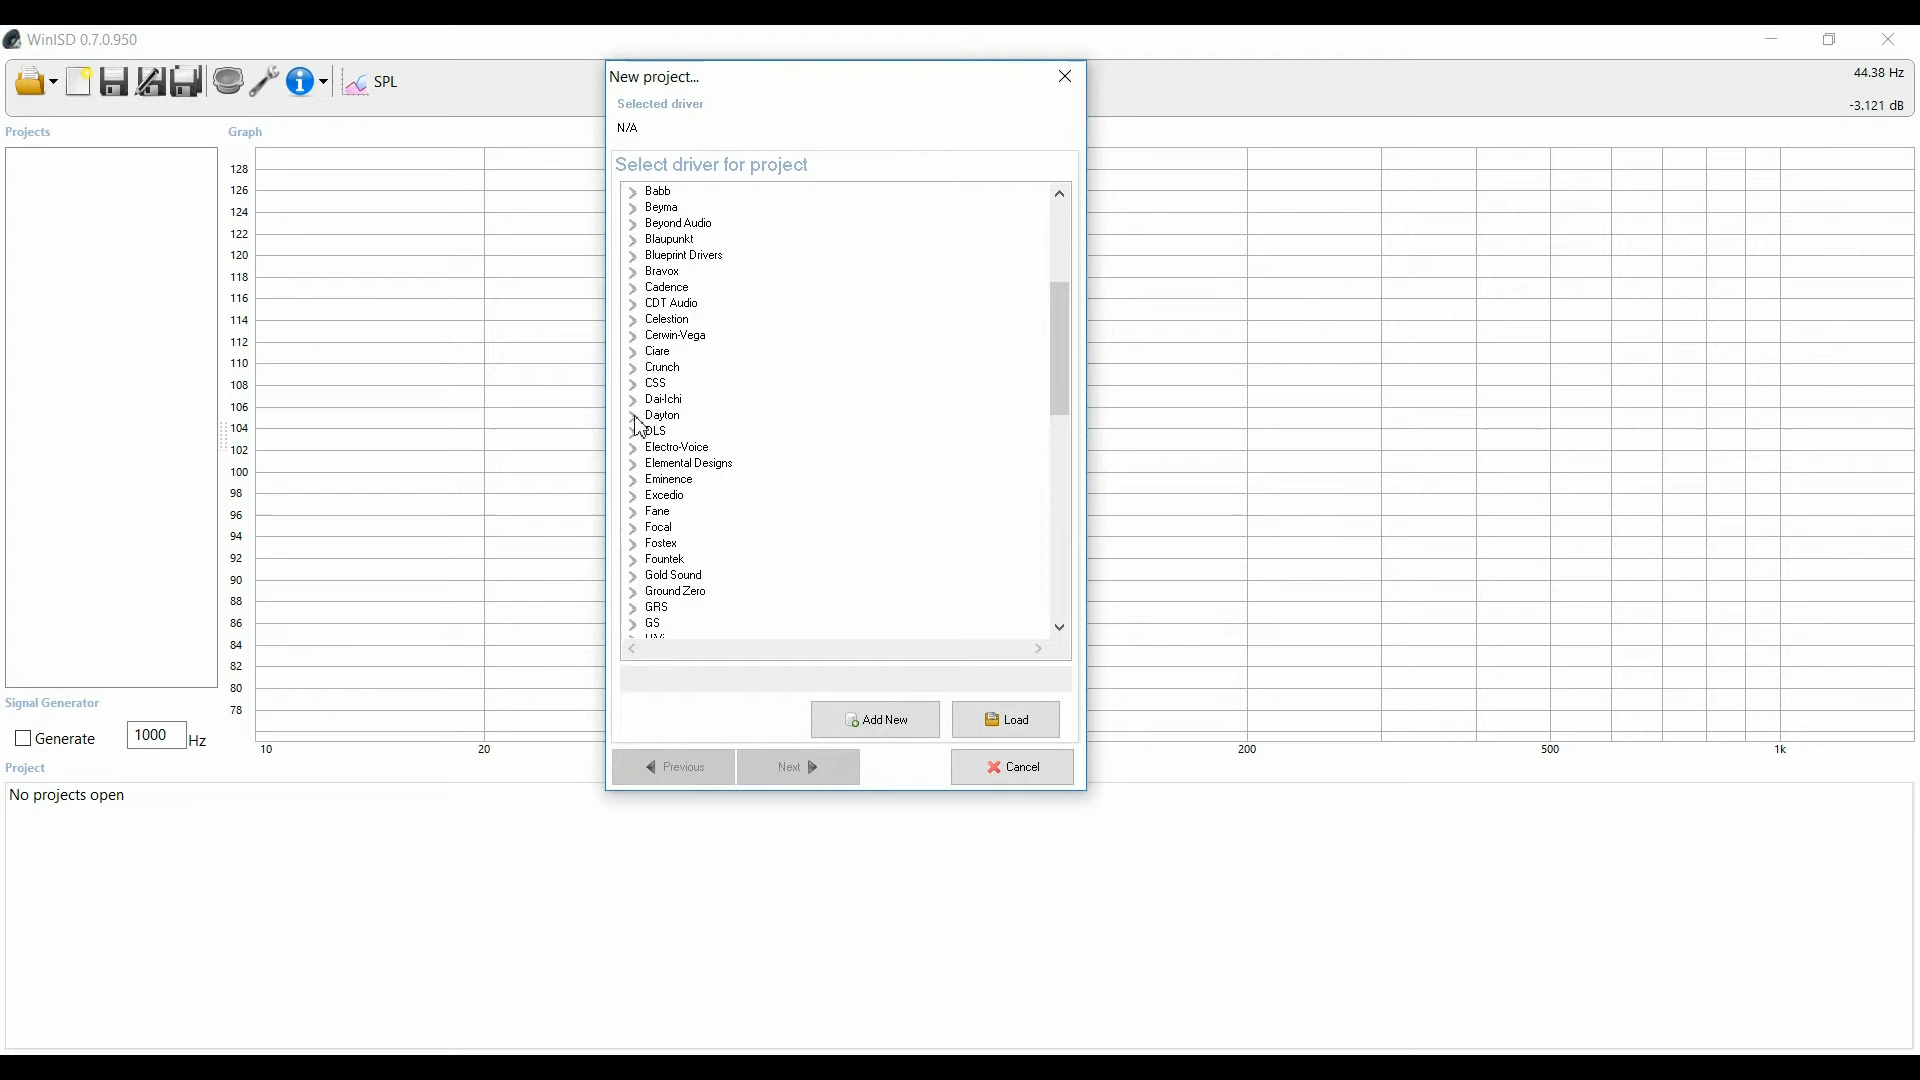 WinISD 0.7.0.950
SPL
44.38 Hz
-3.121 dB
Projects
Graph
128
126
124
122
120
118
116
114
112
110
108
106
104
102
100
98
96
94
92
90
88
86
84
82
80
78
10
20
200
500
1k
New project...
Selected driver
N/A
Select driver for project
Babb
Beyma
Beyond Audio
Blaupunkt
Blueprint Drivers
Bravox
Cadence
CDT Audio
Celestion
Cerwin-Vega
Ciare
Crunch
CSS
Dai-Ichi
Dayton
DLS
Electro-Voice
Elemental Designs
Eminence
Excedio
Fane
Focal
Fostex
Fountek
Gold Sound
Ground Zero
GRS
GS
Add New
Load
Previous
Next
Cancel
Signal Generator
Generate
1000 Hz
Project
No projects open